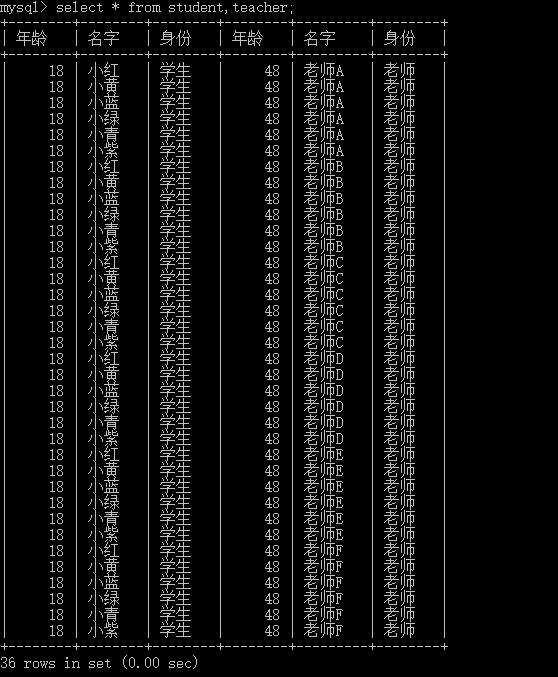 mysql> select * from student,teacher;
+--------+--------+--------+--------+---------+--------+
| 年龄 | 名字 | 身份 | 年龄 | 名字 | 身份 |
+--------+--------+--------+--------+---------+--------+
| 18 | 小红 | 学生 | 48 | 老师A | 老师 |
| 18 | 小黄 | 学生 | 48 | 老师A | 老师 |
| 18 | 小蓝 | 学生 | 48 | 老师A | 老师 |
| 18 | 小绿 | 学生 | 48 | 老师A | 老师 |
| 18 | 小青 | 学生 | 48 | 老师A | 老师 |
| 18 | 小紫 | 学生 | 48 | 老师A | 老师 |
| 18 | 小红 | 学生 | 48 | 老师B | 老师 |
| 18 | 小黄 | 学生 | 48 | 老师B | 老师 |
| 18 | 小蓝 | 学生 | 48 | 老师B | 老师 |
| 18 | 小绿 | 学生 | 48 | 老师B | 老师 |
| 18 | 小青 | 学生 | 48 | 老师B | 老师 |
| 18 | 小紫 | 学生 | 48 | 老师B | 老师 |
| 18 | 小红 | 学生 | 48 | 老师C | 老师 |
| 18 | 小黄 | 学生 | 48 | 老师C | 老师 |
| 18 | 小蓝 | 学生 | 48 | 老师C | 老师 |
| 18 | 小绿 | 学生 | 48 | 老师C | 老师 |
| 18 | 小青 | 学生 | 48 | 老师C | 老师 |
| 18 | 小紫 | 学生 | 48 | 老师C | 老师 |
| 18 | 小红 | 学生 | 48 | 老师D | 老师 |
| 18 | 小黄 | 学生 | 48 | 老师D | 老师 |
| 18 | 小蓝 | 学生 | 48 | 老师D | 老师 |
| 18 | 小绿 | 学生 | 48 | 老师D | 老师 |
| 18 | 小青 | 学生 | 48 | 老师D | 老师 |
| 18 | 小紫 | 学生 | 48 | 老师D | 老师 |
| 18 | 小红 | 学生 | 48 | 老师E | 老师 |
| 18 | 小黄 | 学生 | 48 | 老师E | 老师 |
| 18 | 小蓝 | 学生 | 48 | 老师E | 老师 |
| 18 | 小绿 | 学生 | 48 | 老师E | 老师 |
| 18 | 小青 | 学生 | 48 | 老师E | 老师 |
| 18 | 小紫 | 学生 | 48 | 老师E | 老师 |
| 18 | 小红 | 学生 | 48 | 老师F | 老师 |
| 18 | 小黄 | 学生 | 48 | 老师F | 老师 |
| 18 | 小蓝 | 学生 | 48 | 老师F | 老师 |
| 18 | 小绿 | 学生 | 48 | 老师F | 老师 |
| 18 | 小青 | 学生 | 48 | 老师F | 老师 |
| 18 | 小紫 | 学生 | 48 | 老师F | 老师 |
+--------+--------+--------+--------+---------+--------+
36 rows in set (0.00 sec)